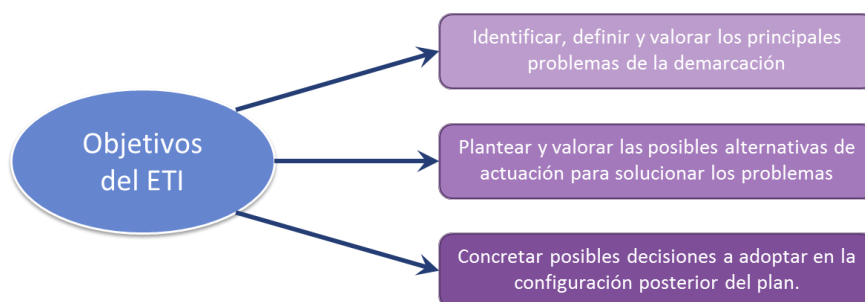 Objetivos
del ETI
Identificar, definir y valorar los principales
problemas de la demarcación
Plantear y valorar las posibles alternativas de
actuación para solucionar los problemas
Concretar posibles decisiones a adoptar en la
configuración posterior del plan.